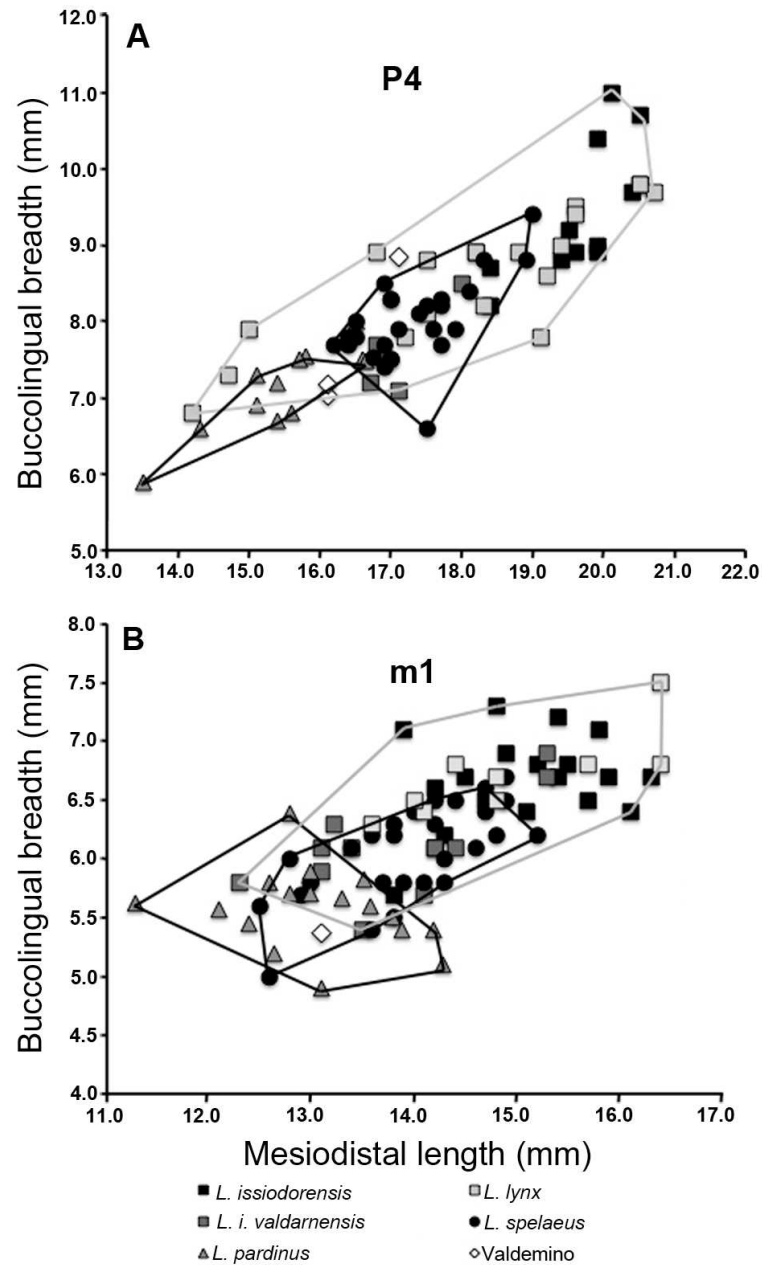 A
P4
Buccolingual breadth (mm)
12.0
11.0
10.0
9.0
8.0
7.0
6.0
5.0
13.0 14.0 15.0 16.0 17.0 18.0 19.0 20.0 21.0 22.0
B
m1
Buccolingual breadth (mm)
8.0
7.5
7.0
6.5
6.0
5.5
5.0
4.5
4.0
11.0 12.0 13.0 14.0 15.0 16.0 17.0
Mesiodistal length (mm)
L. issiodorensis
L. lynx
L. i. valdarnensis
L. spelaeus
L. pardinus
Valdemino